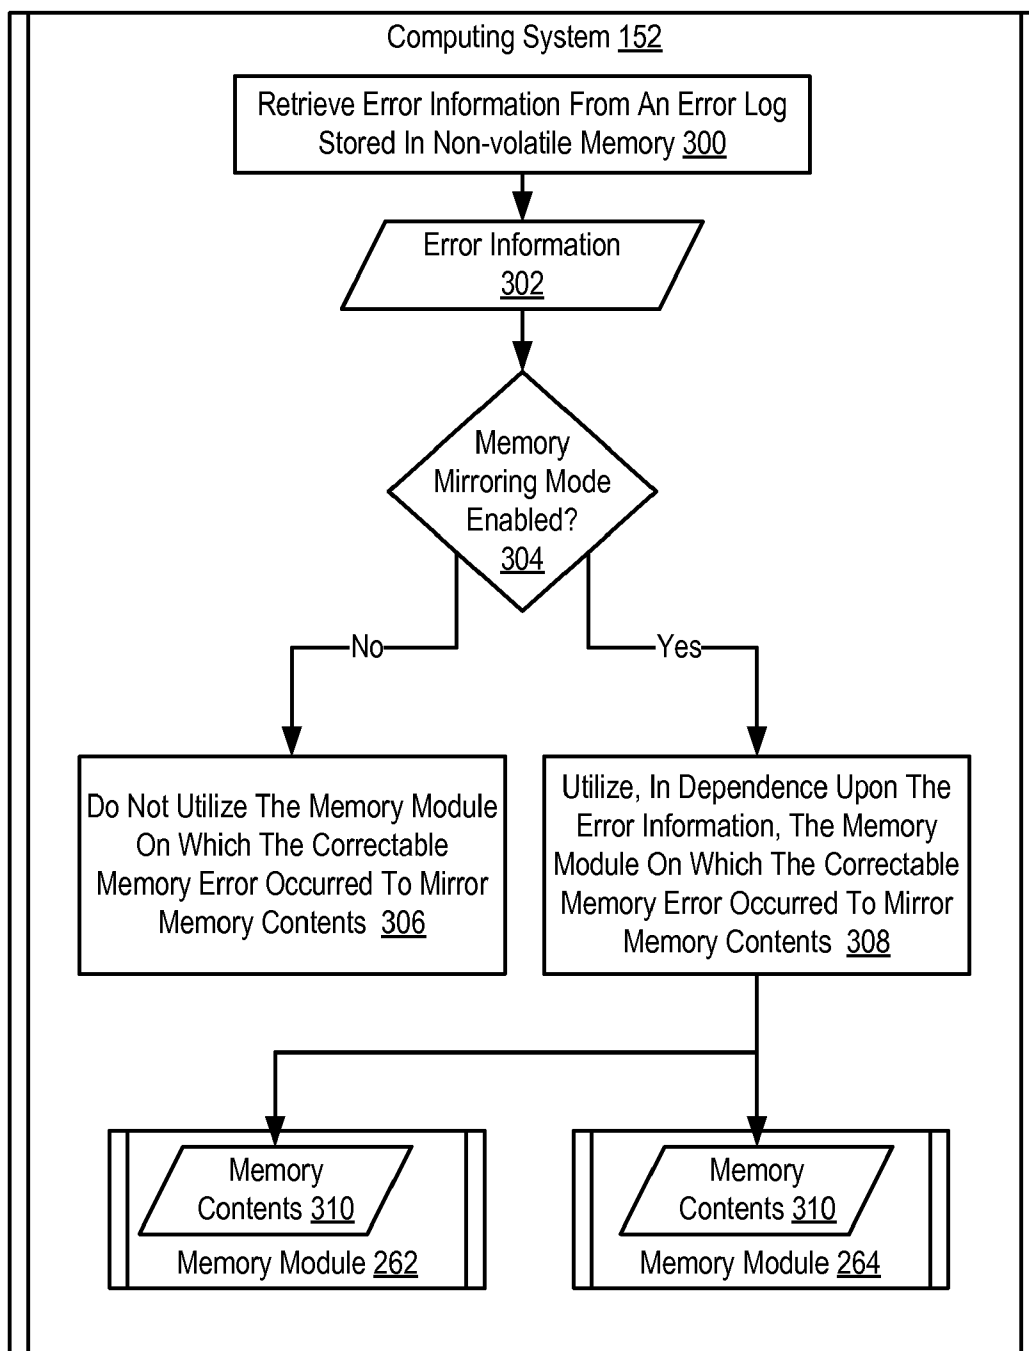 Computing System 152
Retrieve Error Information From An Error Log
Stored In Non-volatile Memory 300
Error Information
302
Memory
Mirroring Mode
Enabled?
304
No
Yes
Do Not Utilize The Memory Module
On Which The Correctable
Memory Error Occurred To Mirror
Memory Contents 306
Utilize, In Dependence Upon The
Error Information, The Memory
Module On Which The Correctable
Memory Error Occurred To Mirror
Memory Contents 308
Memory
Contents 310
Memory Module 262
Memory
Contents 310
Memory Module 264